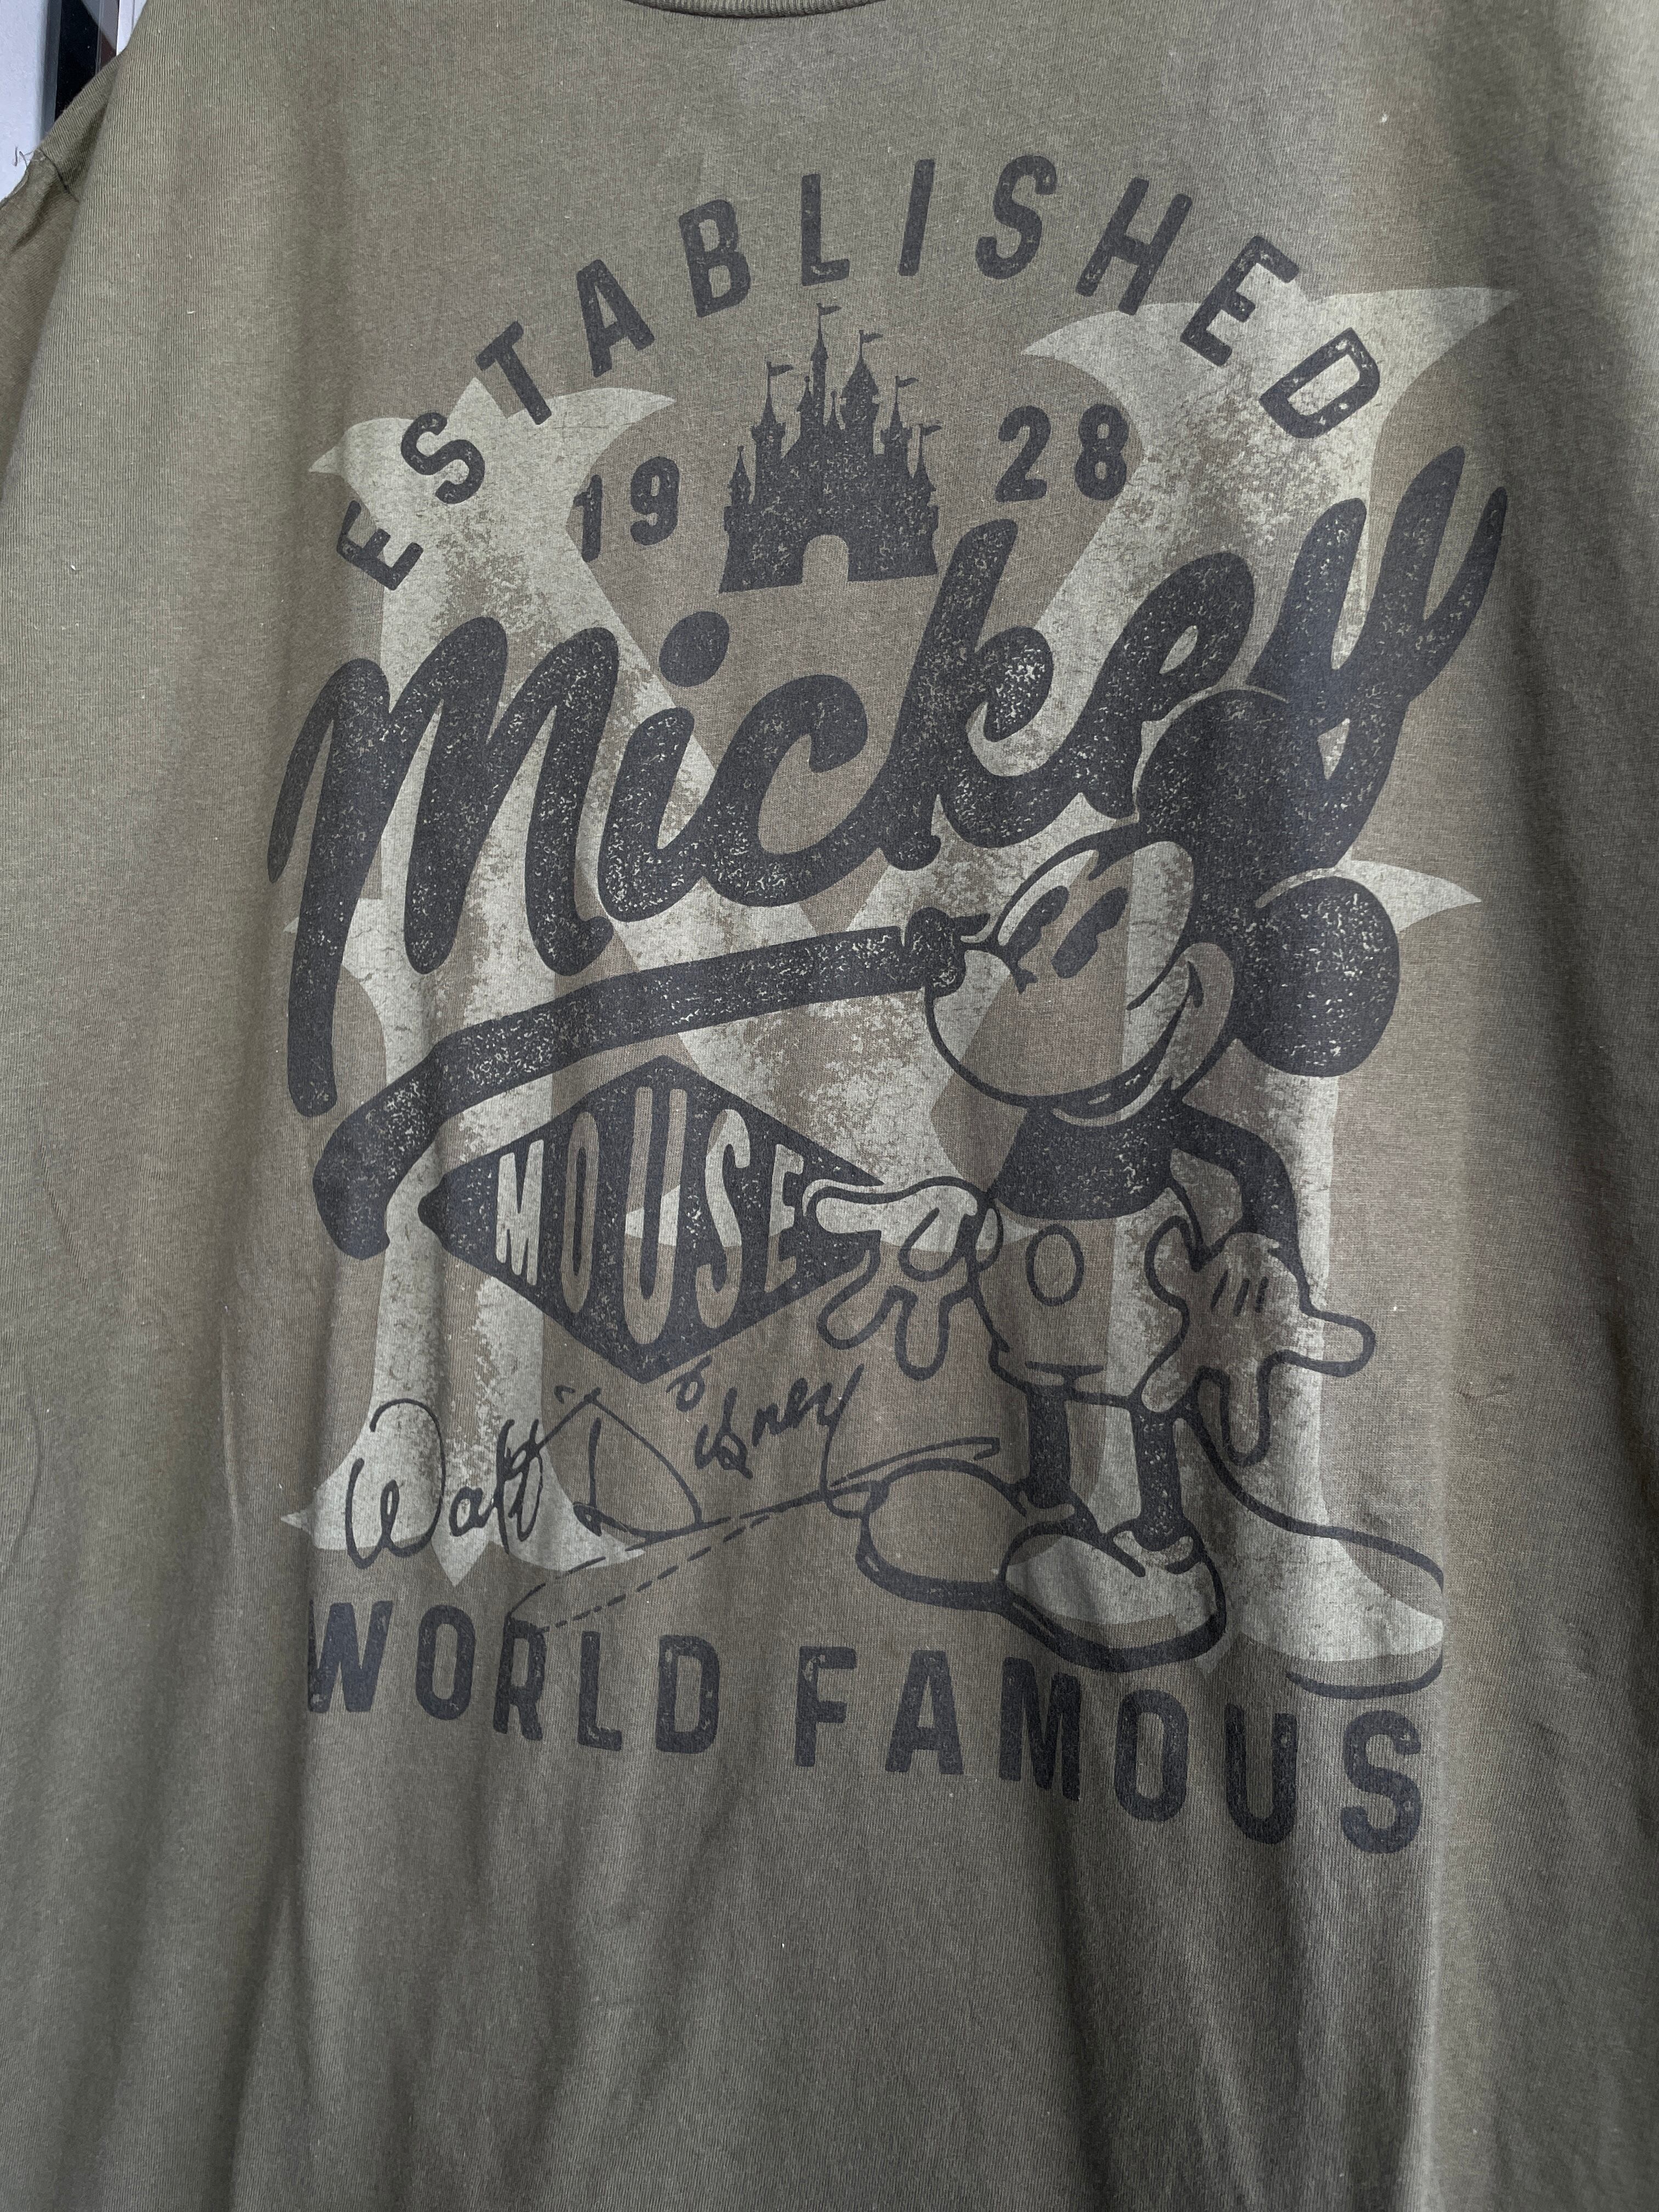 ESTABLISHED
19 28
Mickey
MOUSE
Walt Disney
WORLD FAMOUS